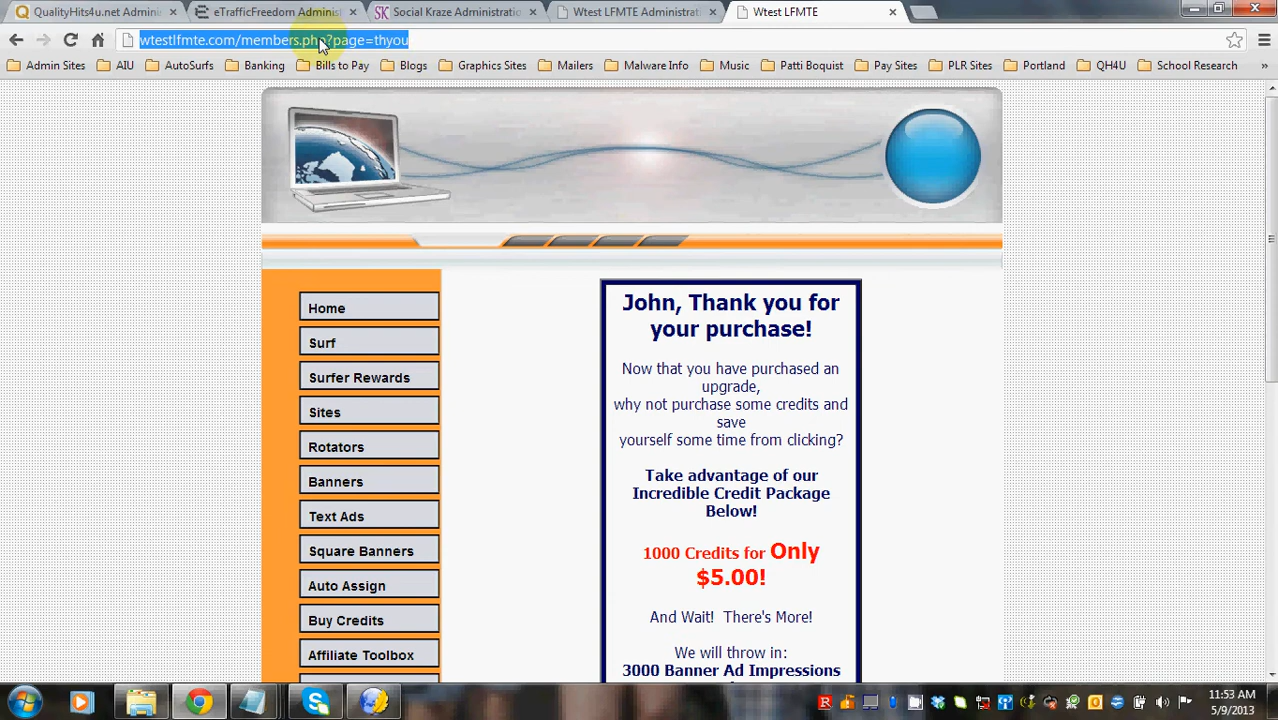 QualityHits4u.net Admini
eTrafficFreedom Administ
Social Kraze Administratio
Wtest LFMTE Administrati
Wtest LFMTE
wtestlfmte.com/members.php?page=thyou
Admin Sites
AIU
AutoSurfs
Banking
Bills to Pay
Blogs
Graphics Sites
Mailers
Malware Info
Music
Patti Boquist
Pay Sites
PLR Sites
Portland
QH4U
School Research
»
Home
Surf
Surfer Rewards
Sites
Rotators
Banners
Text Ads
Square Banners
Auto Assign
Buy Credits
Affiliate Toolbox
John, Thank you for
your purchase!
Now that you have purchased an
upgrade,
why not purchase some credits and
save
yourself some time from clicking?
Take advantage of our
Incredible Credit Package
Below!
1000 Credits for Only
$5.00!
And Wait! There's More!
We will throw in:
3000 Banner Ad Impressions
11:53 AM
5/9/2013